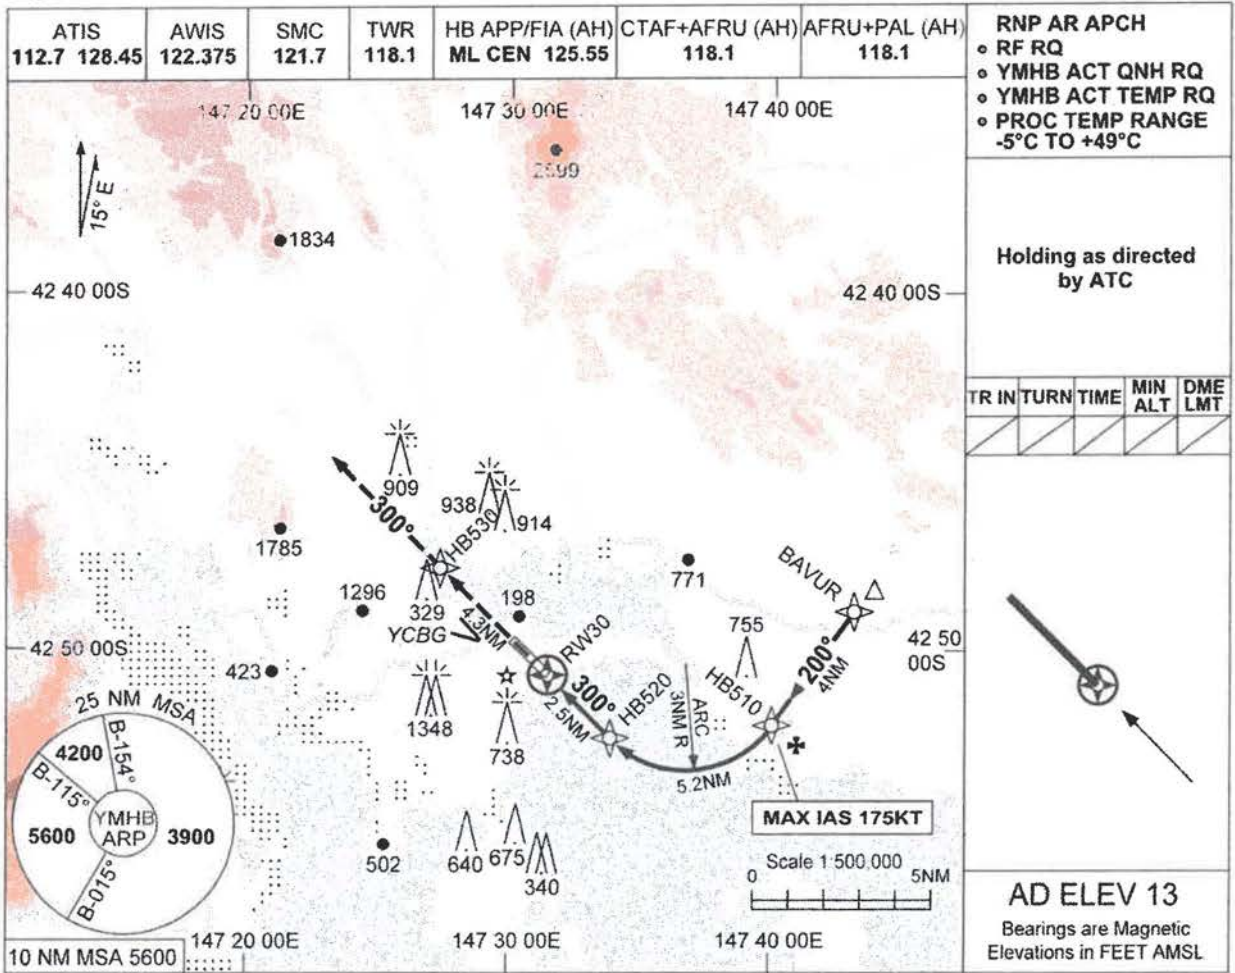 ATIS
112.7 128.45
AWIS
122.375
SMC
121.7
TWR
118.1
HB APP/FIA (AH)
ML CEN 125.55
CTAF+AFRU (AH)
118.1
AFRU+PAL (AH)
118.1
RNP AR APCH
RF RQ
YMHB ACT QNH RQ
YMHB ACT TEMP RQ
PROC TEMP RANGE
-5°C TO +49°C
147 20 00E
147 30 00E
147 40 00E
2599
15° E
1834
Holding as directed
by ATC
42 40 00S
42 40 00S
TR IN
TURN
TIME
MIN
ALT
DME
LMT
909
938
914
300°
HB530
1785
771
BAVUR
1296
329
198
4.3NM
YCBG
755
42 50 00S
42 50
00S
RW30
200°
4NM
423
300°
HB520
HB510
2.5NM
ARC
3NM R
1348
738
5.2NM
25 NM MSA
4200
B-154°
B-115°
YMHB
ARP
5600
3900
B-015°
MAX IAS 175KT
502
640
675
340
Scale 1:500,000
0
5NM
AD ELEV 13
Bearings are Magnetic
Elevations in FEET AMSL
147 20 00E
147 30 00E
147 40 00E
10 NM MSA 5600